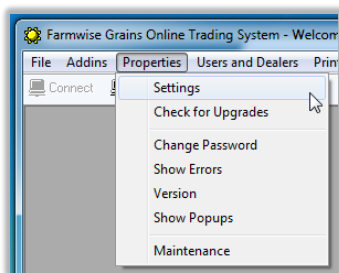 Farmwise Grains Online Trading System - Welcom
File Addins Properties Users and Dealers Prin
Connect
Settings
Check for Upgrades
Change Password
Show Errors
Version
Show Popups
Maintenance